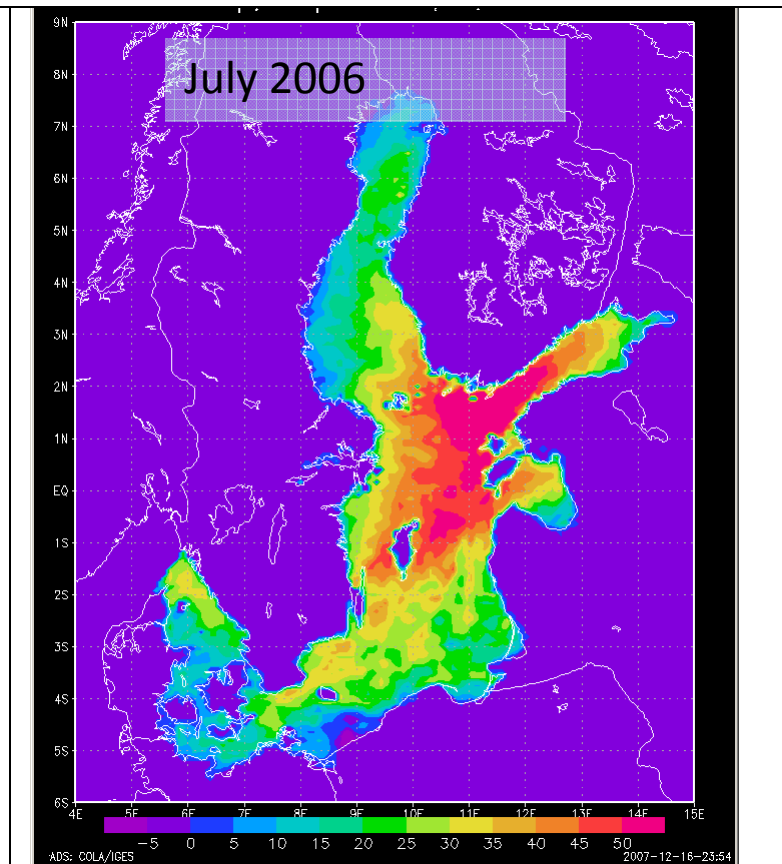 July 2006
9N
8N
7N
6N
5N
4N
3N
2N
1N
EQ
1S
2S
3S
4S
5S
6S
4E 5E 6E 7E 8E 9E 10E 11E 12E 13E 14E 15E
-5 0 5 10 15 20 25 30 35 40 45 50
ADS: COLA/IGES 2007-12-16-23:54